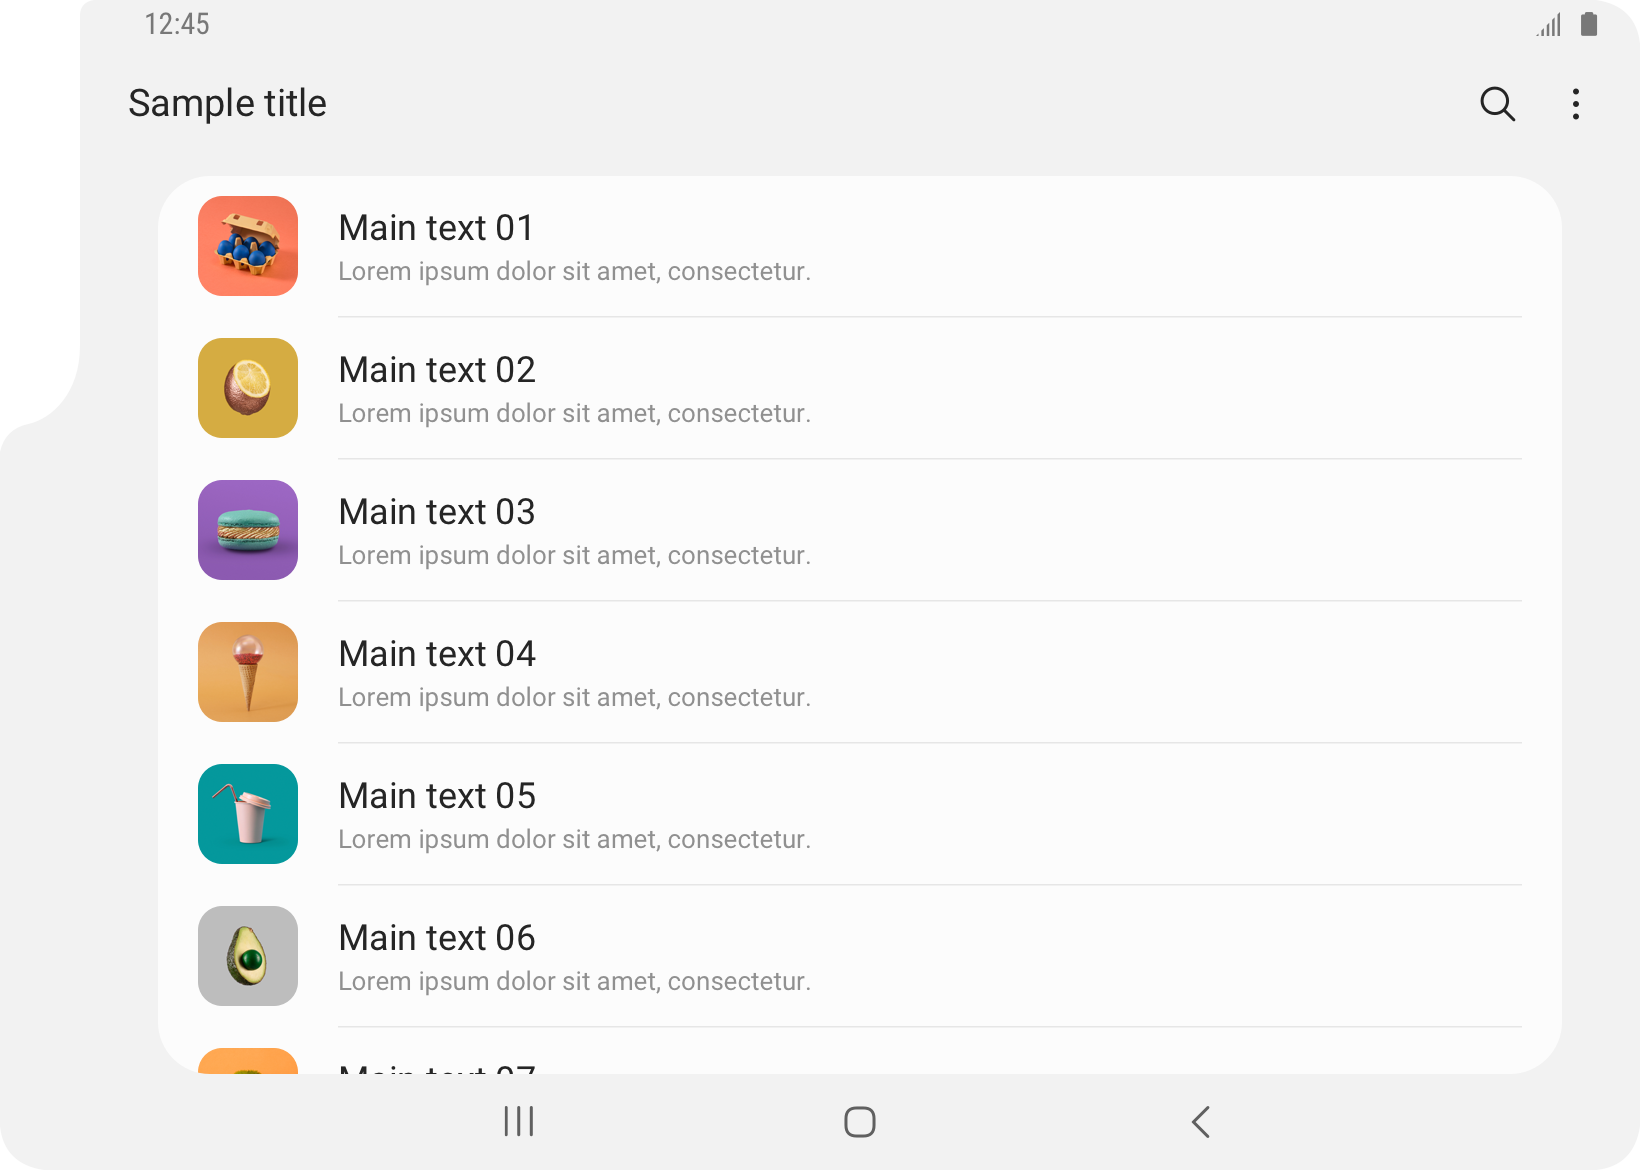 12:45
Sample title
Main text 01
Lorem ipsum dolor sit amet, consectetur.
Main text 02
Lorem ipsum dolor sit amet, consectetur.
Main text 03
Lorem ipsum dolor sit amet, consectetur.
Main text 04
Lorem ipsum dolor sit amet, consectetur.
Main text 05
Lorem ipsum dolor sit amet, consectetur.
Main text 06
Lorem ipsum dolor sit amet, consectetur.
Main text 07